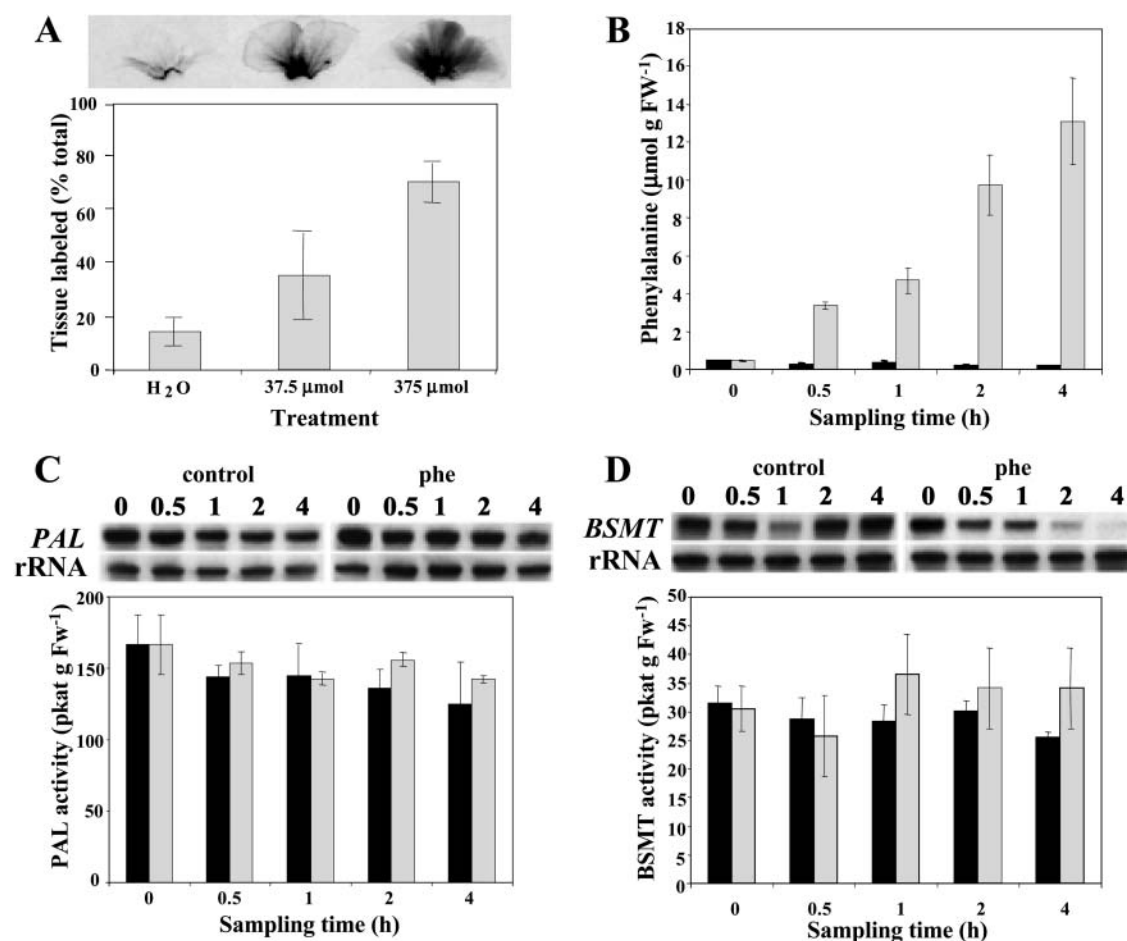 A
Tissue labeled (% total)
100
80
60
40
20
0
H2O 37.5 μmol 375 μmol
Treatment
B
Phenylalanine (μmol g FW-1)
18
16
14
12
10
8
6
4
2
0
0 0.5 1 2 4
Sampling time (h)
C
control phe
0 0.5 1 2 4 0 0.5 1 2 4
PAL
rRNA
PAL activity (pkat g Fw-1)
200
150
100
50
0
0 0.5 1 2 4
Sampling time (h)
D
control phe
0 0.5 1 2 4 0 0.5 1 2 4
BSMT
rRNA
BSMT activity (pkat g Fw-1)
50
45
40
35
30
25
20
15
10
5
0
0 0.5 1 2 4
Sampling time (h)